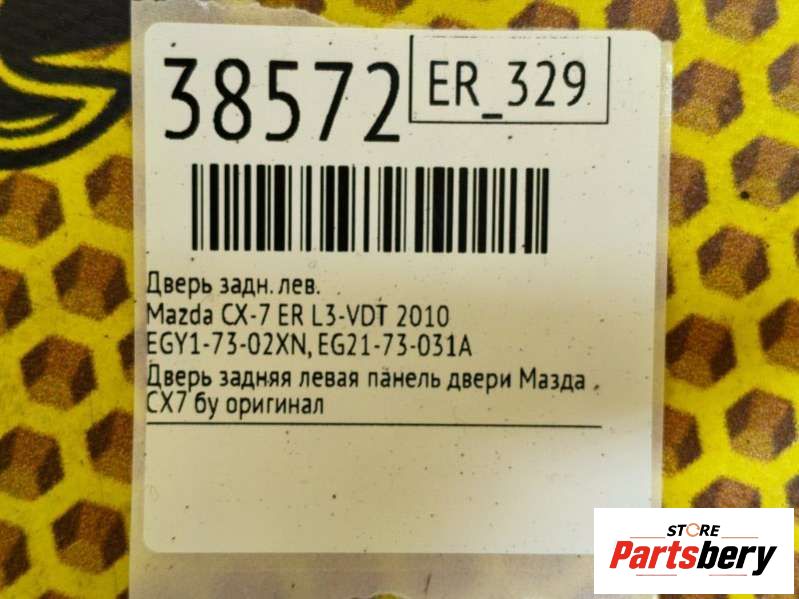 38572
ER_329
Дверь задн. лев.
Mazda CX-7 ER L3-VDT 2010
EGY1-73-02XN, EG21-73-031A
Дверь задняя левая панель двери Мазда
CX7 бу оригинал
STORE
Partsbery